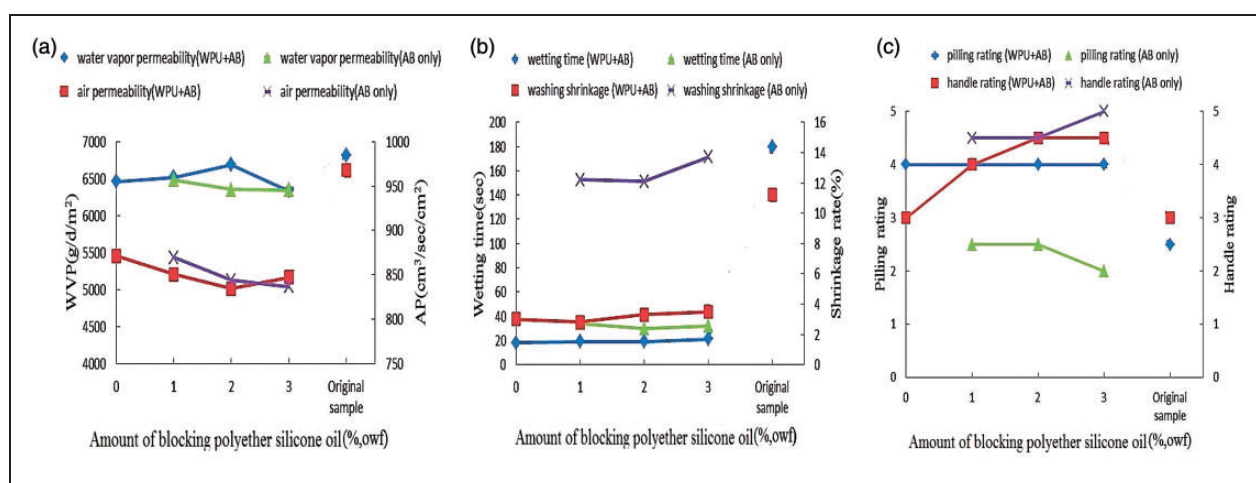 (a)
water vapor permeability(WPU+AB)
water vapor permeability(AB only)
air permeability(WPU+AB)
air permeability(AB only)
WVP(g/d/m²)
7000
6500
6000
5500
5000
4500
4000
AP(cm³/sec/cm²)
1000
950
900
850
800
750
0 1 2 3 Original
sample
Amount of blocking polyether silicone oil(%,owf)
(b)
wetting time(WPU+AB)
wetting time (AB only)
washing shrinkage (WPU+AB)
washing shrinkage (AB only)
Wetting time(sec)
200
180
160
140
120
100
80
60
40
20
0
Shrinkage rate(%)
16
14
12
10
8
6
4
2
0
0 1 2 3 Original
sample
Amount of blocking polyether silicone oil(%,owf)
(c)
pilling rating (WPU+AB)
pilling rating (AB only)
handle rating (WPU+AB)
handle rating (AB only)
Pilling rating
5
4
3
2
1
0
Handle rating
5
4
3
2
1
0
0 1 2 3 Original
sample
Amount of blocking polyether silicone oil(%,owf)